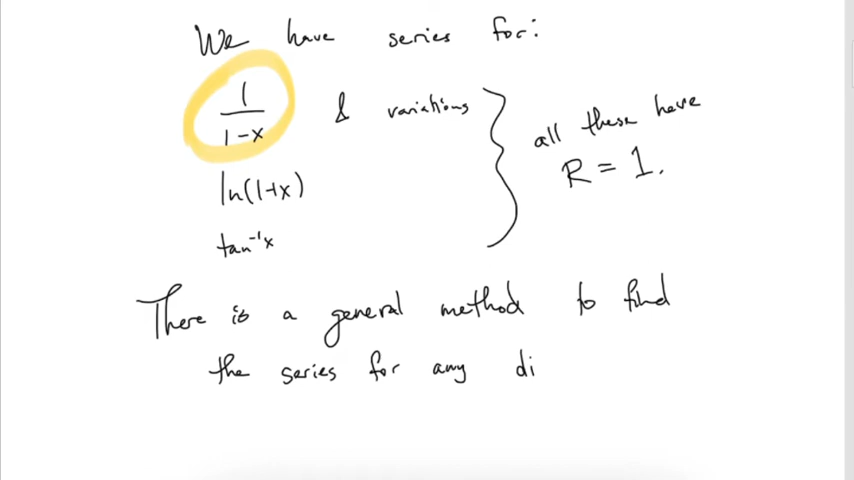 We have series for:
1/(1-x) & variations
ln(1+x)
tan⁻¹x
all these have
R = 1.
There is a general method to find
the series for any di